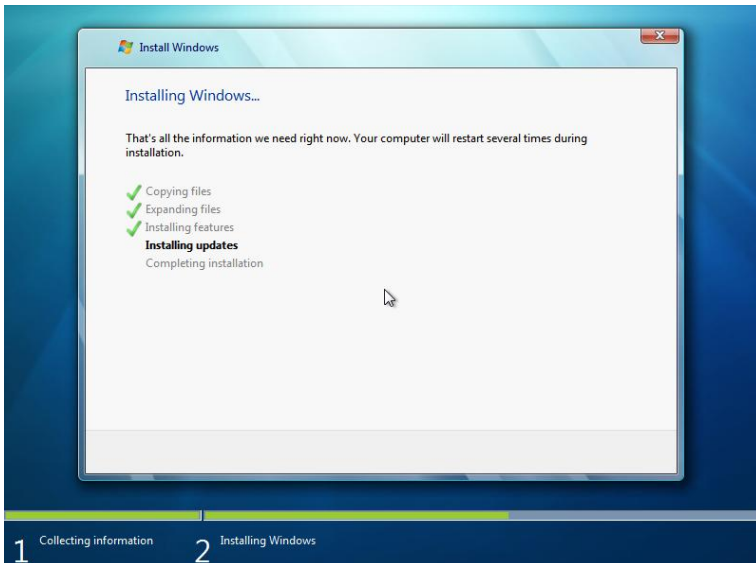 Install Windows
Installing Windows...
That's all the information we need right now. Your computer will restart several times during
installation.
Copying files
Expanding files
Installing features
Installing updates
Completing installation
1 Collecting information
2 Installing Windows